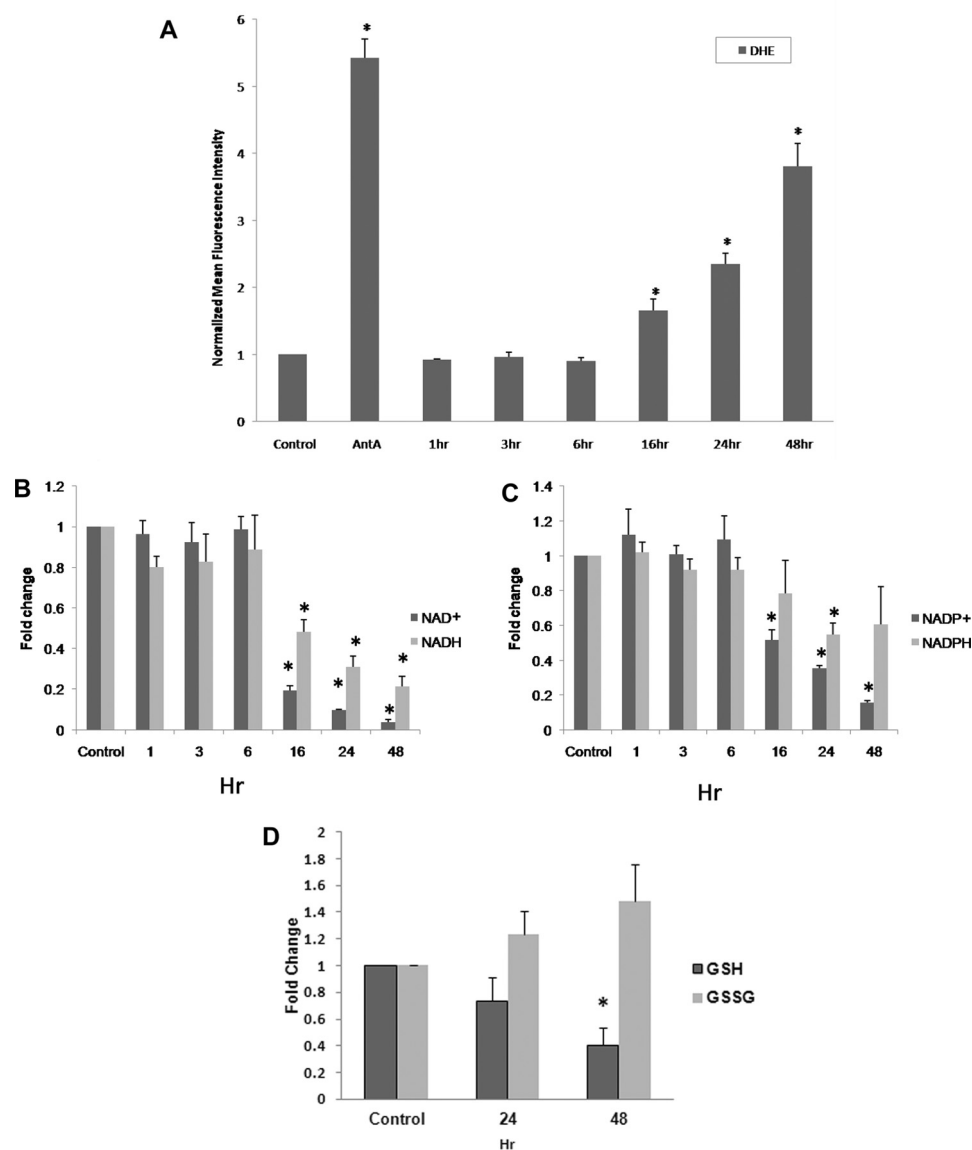 A
Normalized Mean Fluorescence Intensity
6
5
4
3
2
1
0
*
*
*
*
DHE
Control AntA 1hr 3hr 6hr 16hr 24hr 48hr
B
Fold change
1.2
1
0.8
0.6
0.4
0.2
0
* *
* *
* *
NAD+
NADH
Control 1 3 6 16 24 48
Hr
C
Fold change
1.4
1.2
1
0.8
0.6
0.4
0.2
0
*
* *
*
NADP+
NADPH
Control 1 3 6 16 24 48
Hr
D
Fold Change
2
1.8
1.6
1.4
1.2
1
0.8
0.6
0.4
0.2
0
*
GSH
GSSG
Control 24 48
Hr